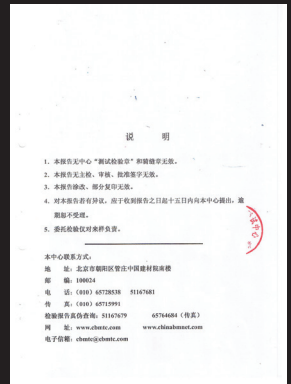 说 明
1、本报告无中心“测试检验章”和骑缝章无效。
2、本报告无主检、审核、批准签字无效。
3、本报告涂改、部分复印无效。
4、对本报告若有异议，应于收到报告之日起十五日内向本中心提出，逾
期恕不受理。
5、委托检验仅对来样负责。
本中心联系方式：
地 址：北京市朝阳区管庄中国建材院南楼
邮 编：100024
电 话：(010) 65728538 51167681
传 真：(010) 65715991
检验报告真伪查询：51167679 65764684（传真）
网 址：www.cbmtc.com www.chinabmnet.com
电子信箱：cbmtc@cbmtc.com